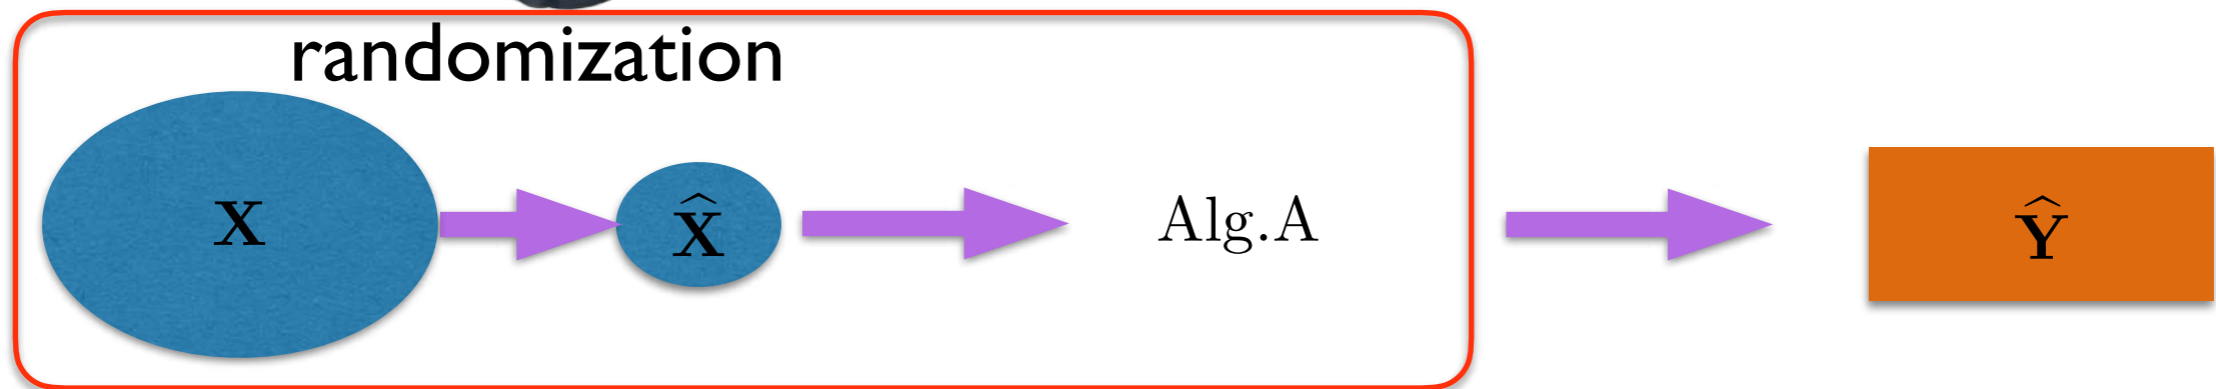 randomization
X X̂ Alg.A Ŷ